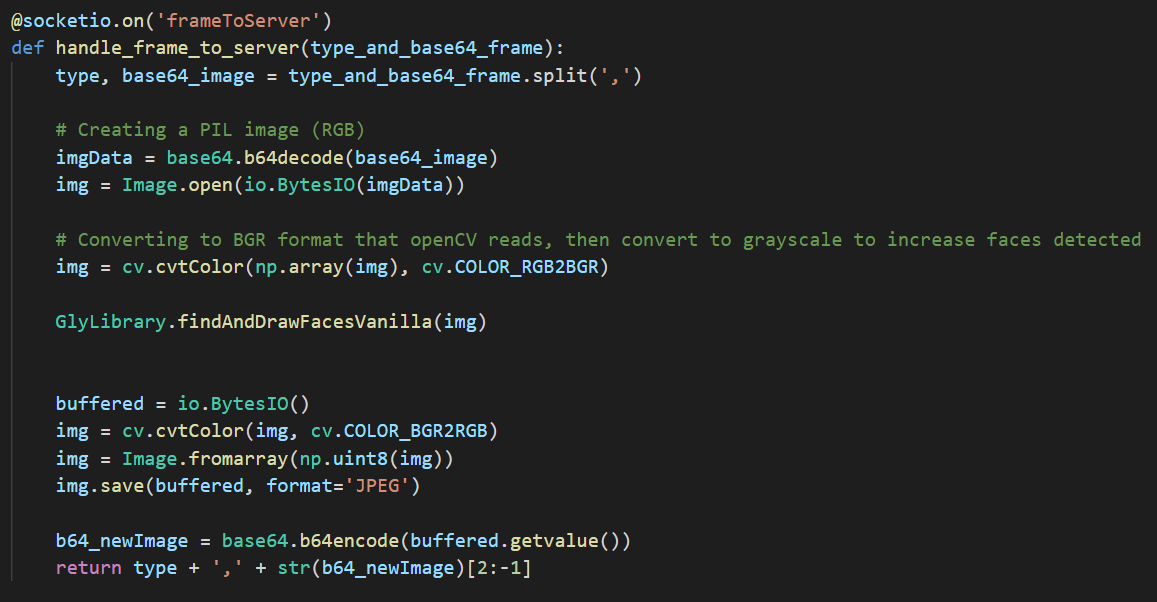 @socketio.on('frameToServer')
def handle_frame_to_server(type_and_base64_frame):
    type, base64_image = type_and_base64_frame.split(',')

    # Creating a PIL image (RGB)
    imgData = base64.b64decode(base64_image)
    img = Image.open(io.BytesIO(imgData))

    # Converting to BGR format that openCV reads, then convert to grayscale to increase faces detected
    img = cv.cvtColor(np.array(img), cv.COLOR_RGB2BGR)

    GlyLibrary.findAndDrawFacesVanilla(img)


    buffered = io.BytesIO()
    img = cv.cvtColor(img, cv.COLOR_BGR2RGB)
    img = Image.fromarray(np.uint8(img))
    img.save(buffered, format='JPEG')

    b64_newImage = base64.b64encode(buffered.getvalue())
    return type + ',' + str(b64_newImage)[2:-1]